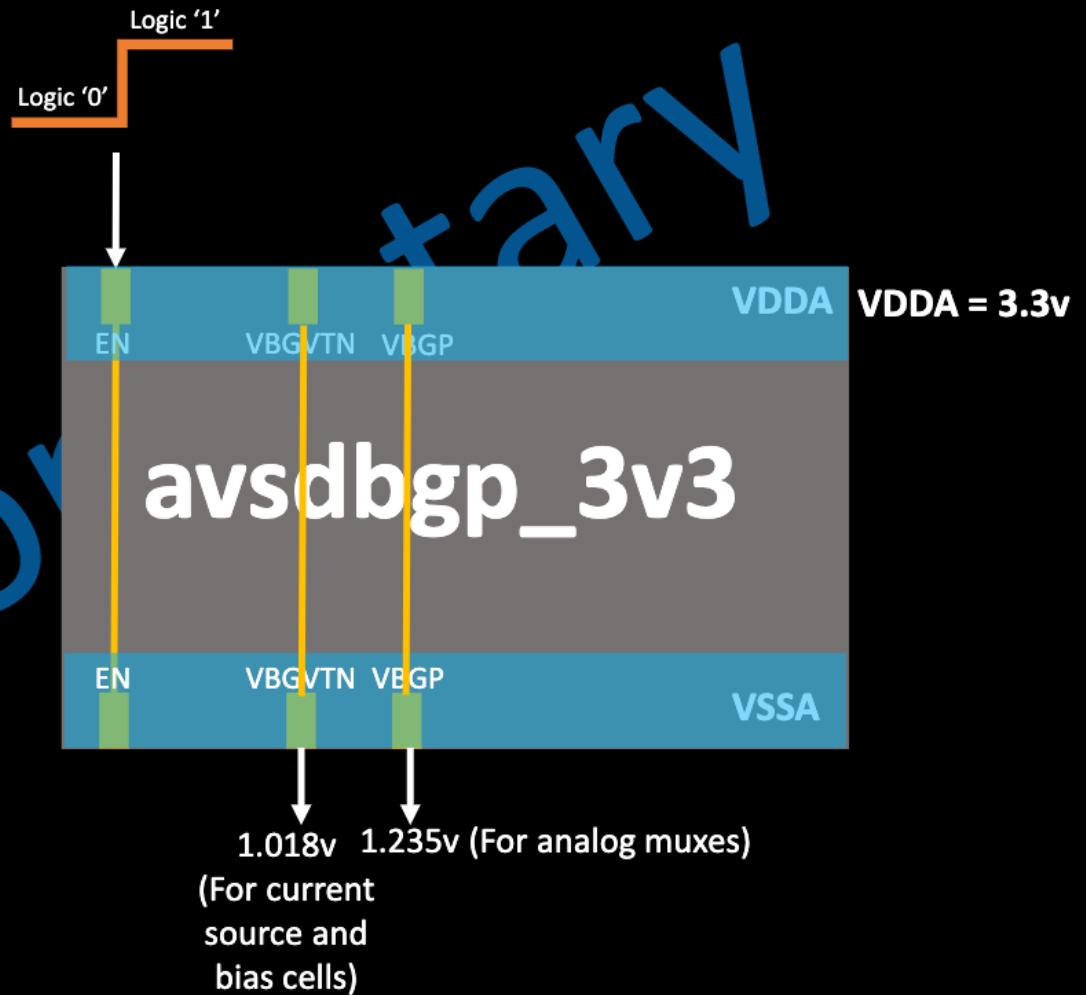 Logic ‘1’
Logic ‘0’
VDDA VDDA = 3.3v
EN VBGVTN VBGP
avsdbgp_3v3
EN VBGVTN VBGP
VSSA
1.018v 1.235v (For analog muxes)
(For current
source and
bias cells)